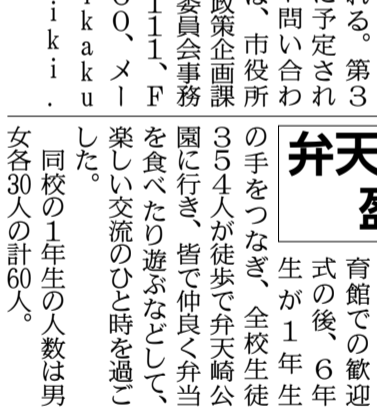 れる。第３
に予定され
問い合わ
は、市役所
政策企画課
委員会事務
111、F
0、メー
ikaku
iki.
弁天
育館での歓迎
式の後、６年
生が１年生
の手をつなぎ、全校生徒
３５４人が徒歩で弁天崎公
園に行き、皆で仲良く弁当
を食べたり遊ぶなどして、
楽しい交流のひと時を過ご
した。
　同校の１年生の人数は男
女各30人の計60人。